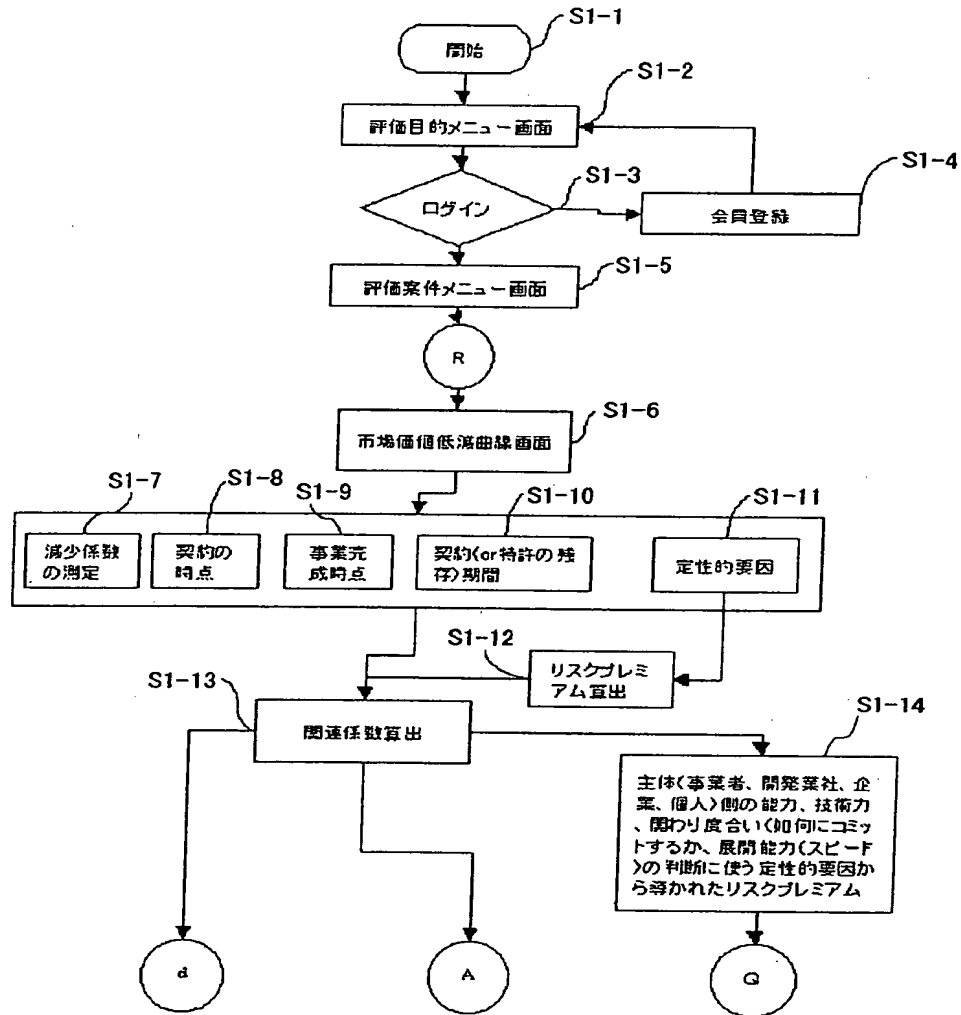 S1-1
開始
S1-2
評価目的メニュー画面
S1-4
S1-3
ログイン
会員登録
S1-5
評価案件メニュー画面
R
S1-6
市場価値低減曲線画面
S1-7
S1-8
S1-9
S1-10
S1-11
減少係数
の測定
契約の
時点
事業完
成時点
契約(or特許の残
存)期間
定性的要因
S1-12
リスクプレミ
アム算出
S1-13
関連係数算出
S1-14
主体(事業者、開発業社、企
業、個人)側の能力、技術力
、関わり度合い(如何にコミッ
トするか、展開能力(スピード
)の判断に使う定性的要因か
ら導かれたリスクプレミアム
d
A
Q